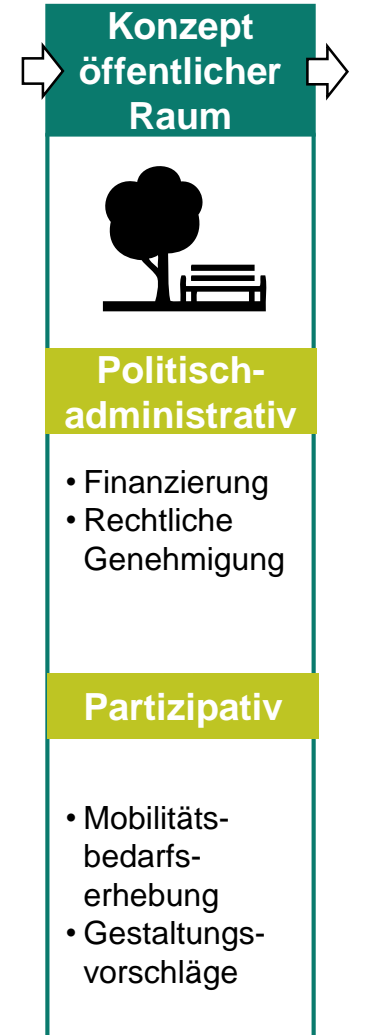 Konzept
öffentlicher
Raum
Politisch-
administrativ
• Finanzierung
• Rechtliche
Genehmigung
Partizipativ
• Mobilitäts-
bedarfs-
erhebung
• Gestaltungs-
vorschläge